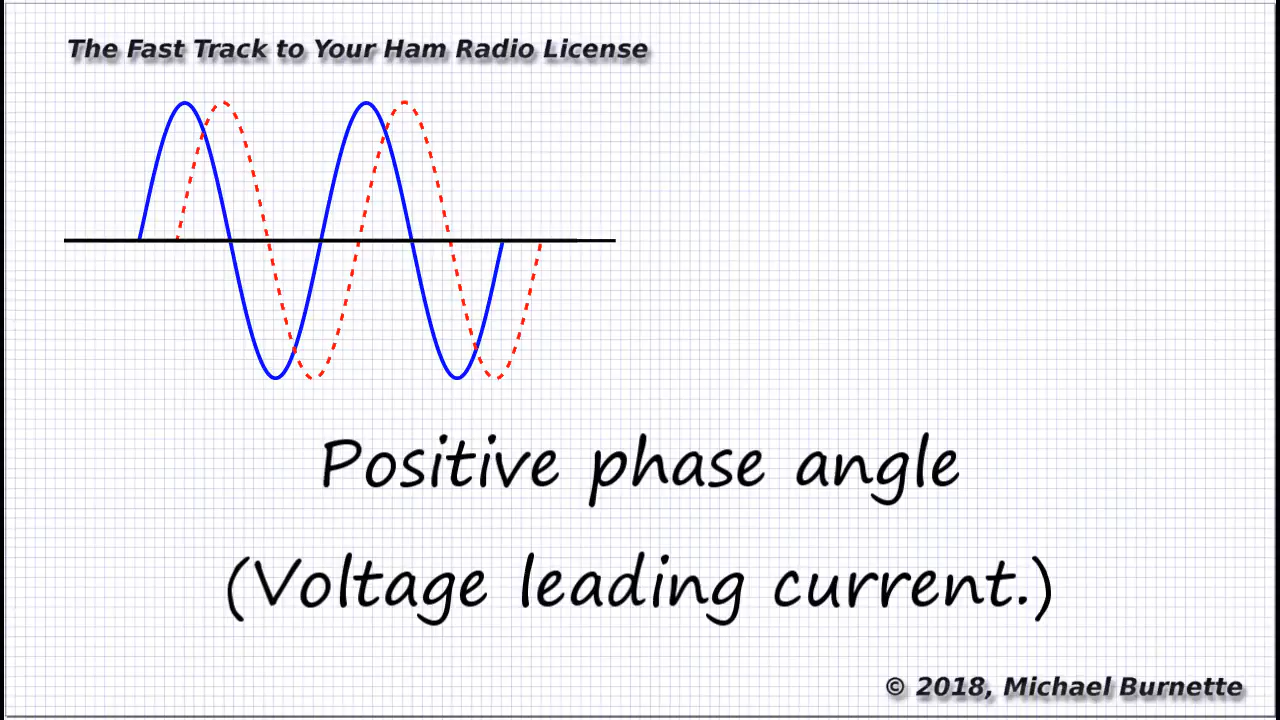 The Fast Track to Your Ham Radio License
Positive phase angle
(Voltage leading current.)
© 2018, Michael Burnette